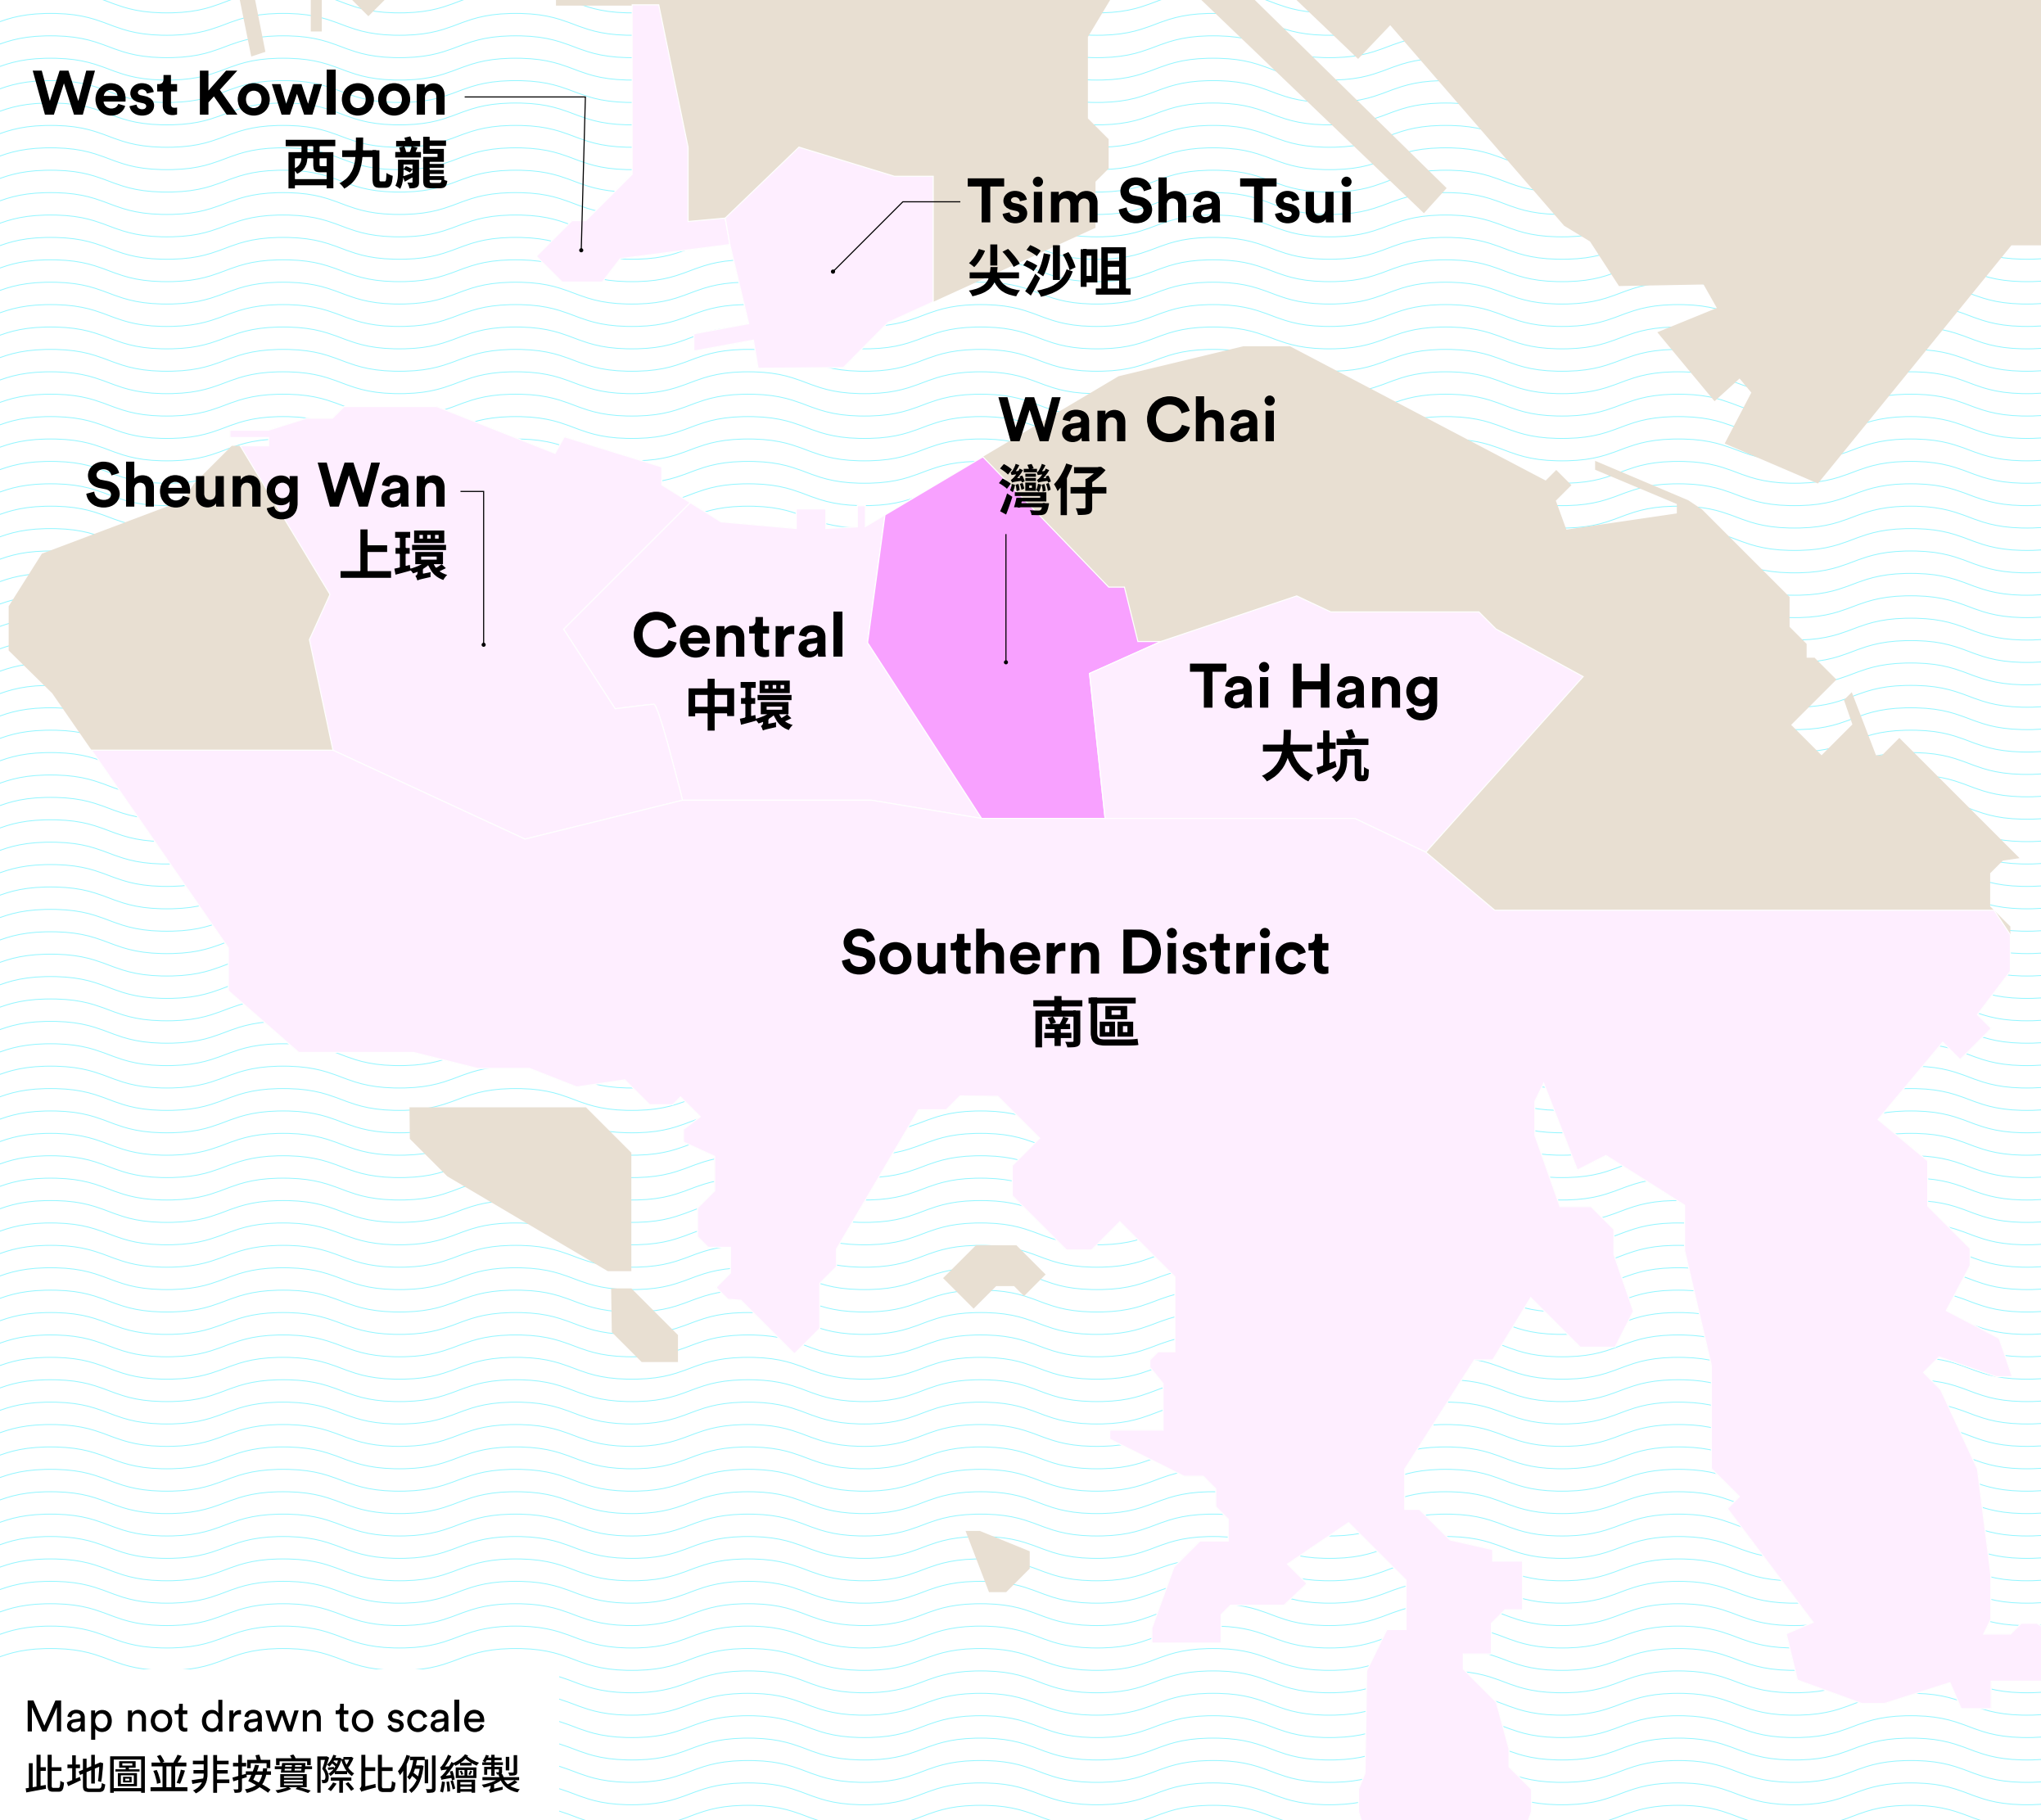 West Kowloon
西九龍
Tsim Sha Tsui
尖沙咀
Wan Chai
灣仔
Sheung Wan
上環
Central
中環
Tai Hang
大坑
Southern District
南區
Map not drawn to scale
此地圖並非按實際比例繪製